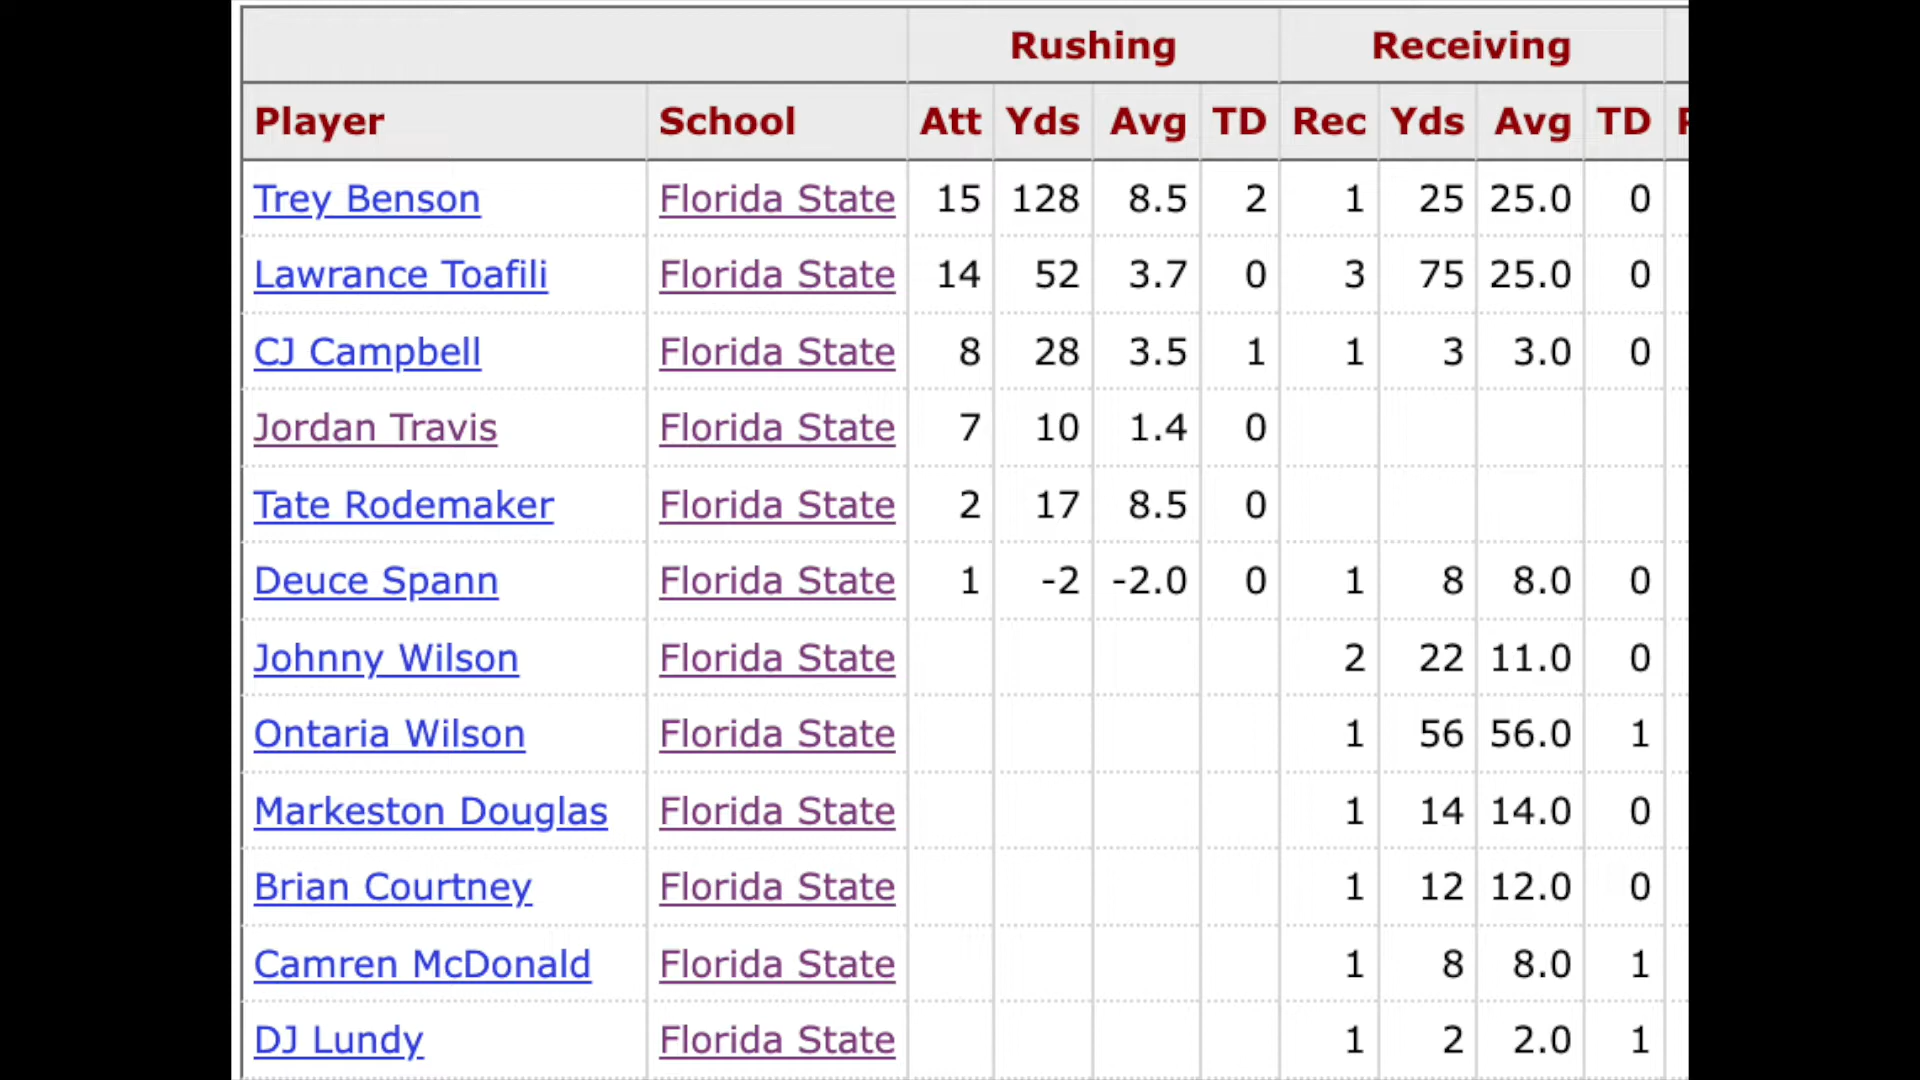 Rushing Receiving
Player School Att Yds Avg TD Rec Yds Avg TD
Trey Benson Florida State 15 128 8.5 2 1 25 25.0 0
Lawrance Toafili Florida State 14 52 3.7 0 3 75 25.0 0
CJ Campbell Florida State 8 28 3.5 1 1 3 3.0 0
Jordan Travis Florida State 7 10 1.4 0
Tate Rodemaker Florida State 2 17 8.5 0
Deuce Spann Florida State 1 -2 -2.0 0 1 8 8.0 0
Johnny Wilson Florida State 2 22 11.0 0
Ontaria Wilson Florida State 1 56 56.0 1
Markeston Douglas Florida State 1 14 14.0 0
Brian Courtney Florida State 1 12 12.0 0
Camren McDonald Florida State 1 8 8.0 1
DJ Lundy Florida State 1 2 2.0 1